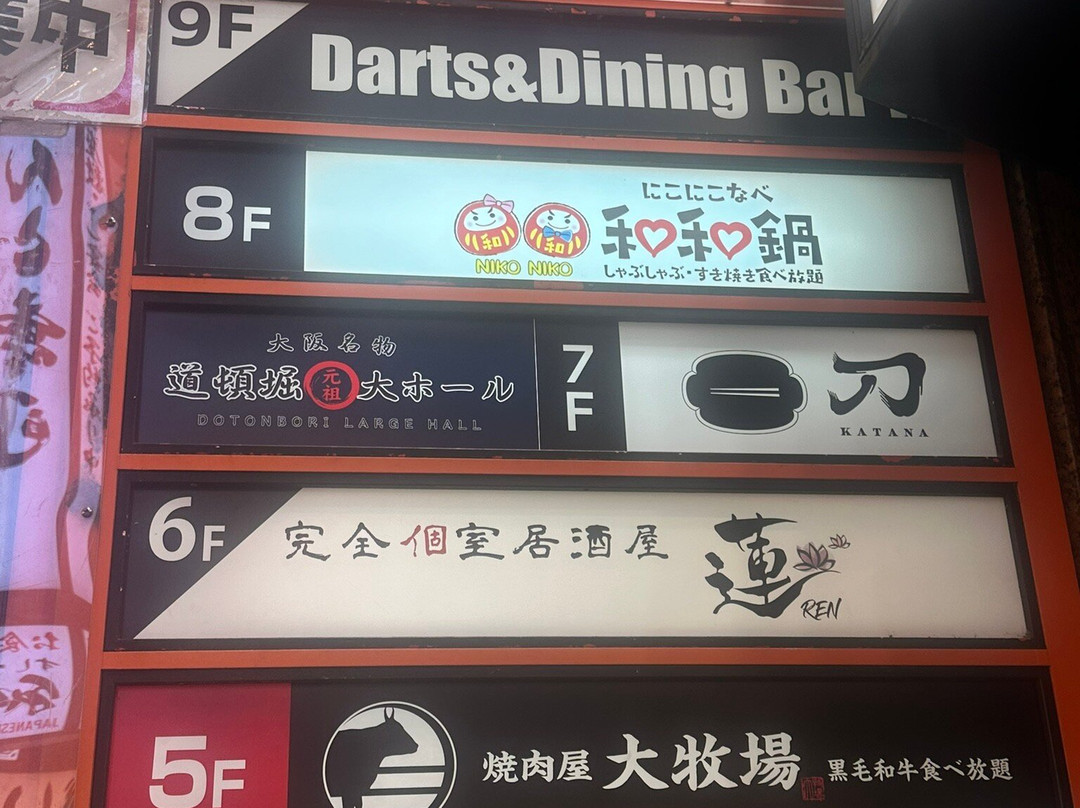 9F
Darts&Dining Bar
8F
にこにこなべ
和 和 和♡和♡鍋
NIKO NIKO
しゃぶしゃぶ・すき焼き食べ放題
大阪名物
道頓堀元祖大ホール
DOTONBORI LARGE HALL
7F
刀
KATANA
6F
完全個室居酒屋 蓮
REN
5F
焼肉屋 大牧場 黒毛和牛食べ放題